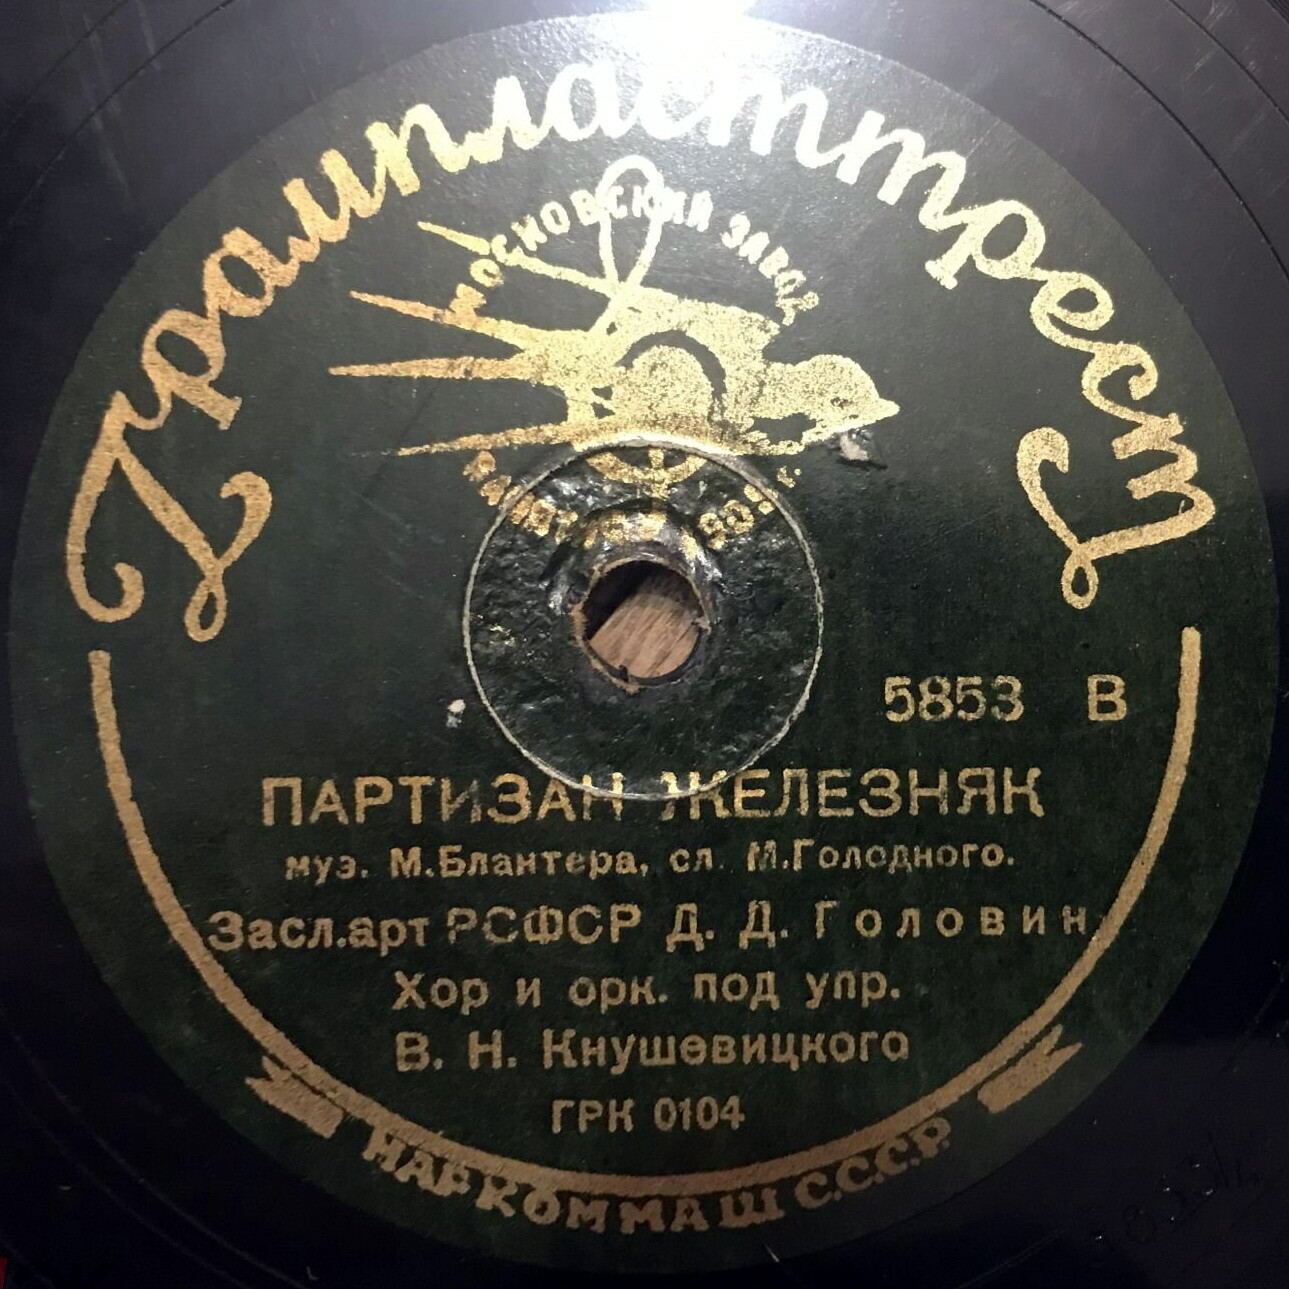 Грампласттрест
МОСКОВСКИЙ ЗАВОД
5853 В
ПАРТИЗАН ЖЕЛЕЗНЯК
муз. М.Блантера, сл. М.Голодного.
Засл.арт РСФСР Д. Д. Головин
Хор и орк. под упр.
В. Н. Кнушевицкого
ГРК 0104
НАРКОММАШ С.С.С.Р.